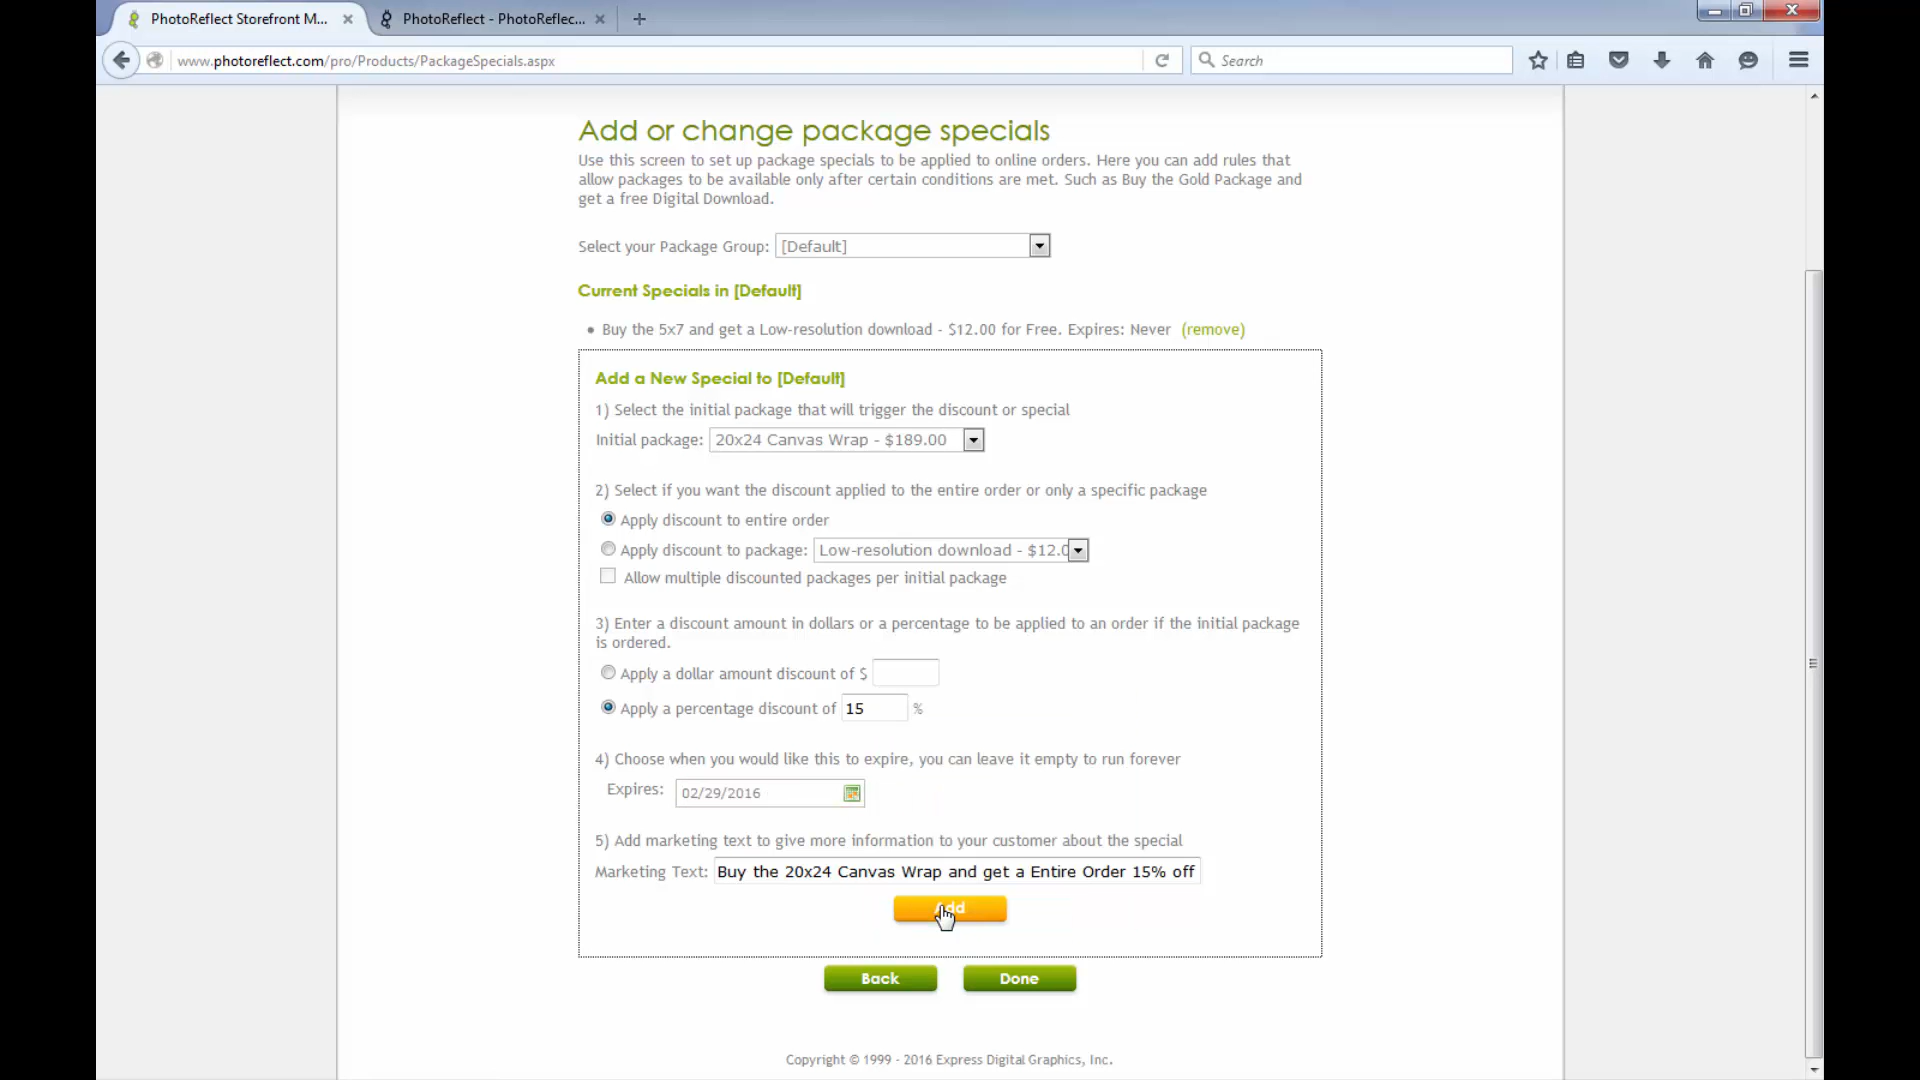 PhotoReflect Storefront M...
PhotoReflect - PhotoReflec...
www.photoreflect.com/pro/Products/PackageSpecials.aspx
Search
Add or change package specials
Use this screen to set up package specials to be applied to online orders. Here you can add rules that
allow packages to be available only after certain conditions are met. Such as Buy the Gold Package and
get a free Digital Download.
Select your Package Group: [Default]
Current Specials in [Default]
• Buy the 5x7 and get a Low-resolution download - $12.00 for Free. Expires: Never (remove)
Add a New Special to [Default]
1) Select the initial package that will trigger the discount or special
Initial package: 20x24 Canvas Wrap - $189.00
2) Select if you want the discount applied to the entire order or only a specific package
Apply discount to entire order
Apply discount to package: Low-resolution download - $12.0
Allow multiple discounted packages per initial package
3) Enter a discount amount in dollars or a percentage to be applied to an order if the initial package
is ordered.
Apply a dollar amount discount of $
Apply a percentage discount of 15 %
4) Choose when you would like this to expire, you can leave it empty to run forever
Expires: 02/29/2016
5) Add marketing text to give more information to your customer about the special
Marketing Text: Buy the 20x24 Canvas Wrap and get a Entire Order 15% off
Add
Back Done
Copyright © 1999 - 2016 Express Digital Graphics, Inc.